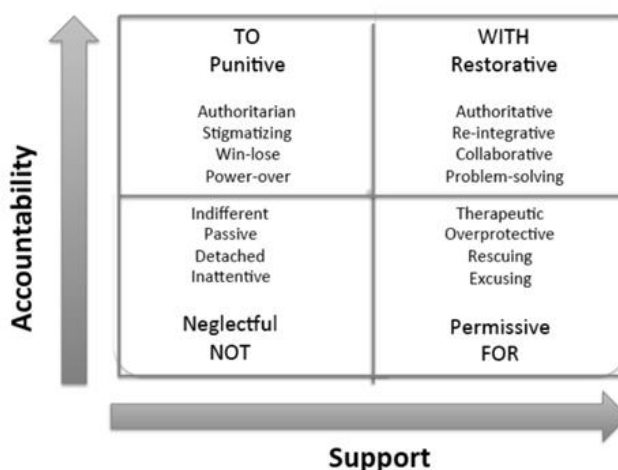 Accountability
TO
Punitive
Authoritarian
Stigmatizing
Win-lose
Power-over
WITH
Restorative
Authoritative
Re-integrative
Collaborative
Problem-solving
Indifferent
Passive
Detached
Inattentive
Neglectful
NOT
Therapeutic
Overprotective
Rescuing
Excusing
Permissive
FOR
Support